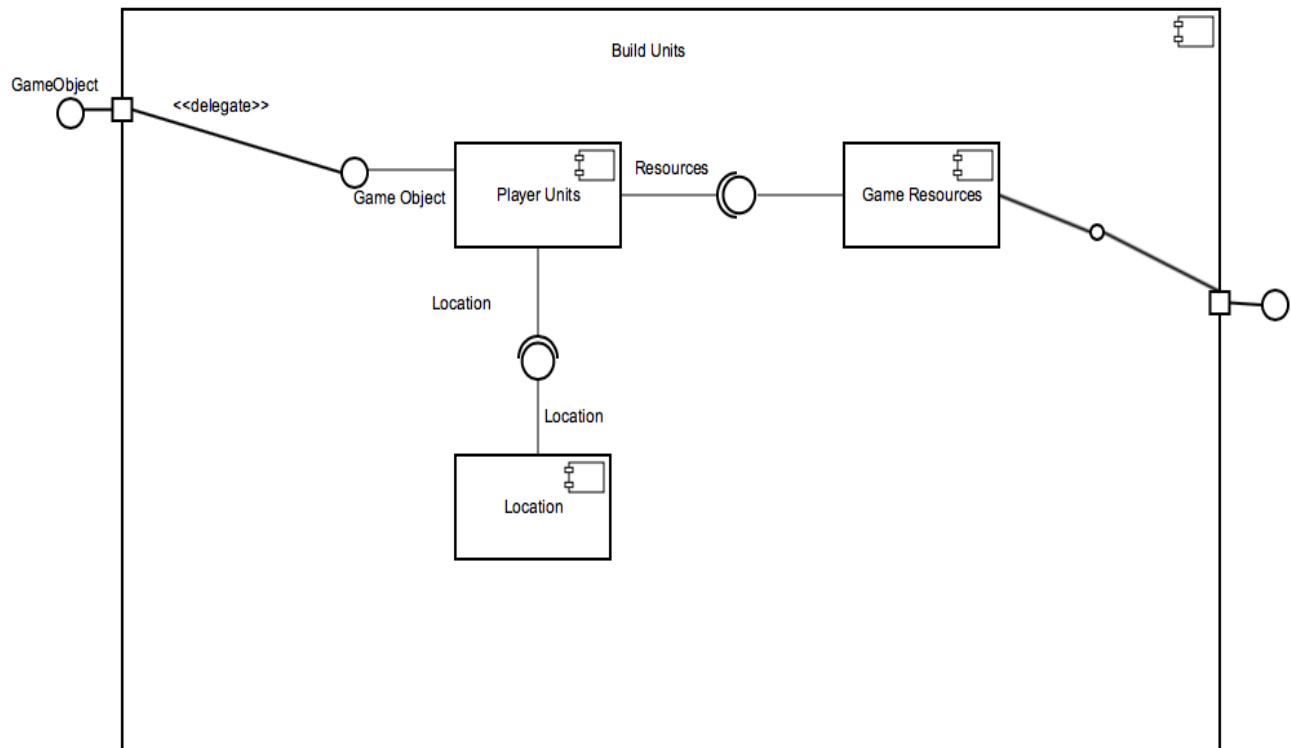 Build Units
GameObject
<<delegate>>
Game Object
Player Units
Resources
Game Resources
Location
Location
Location